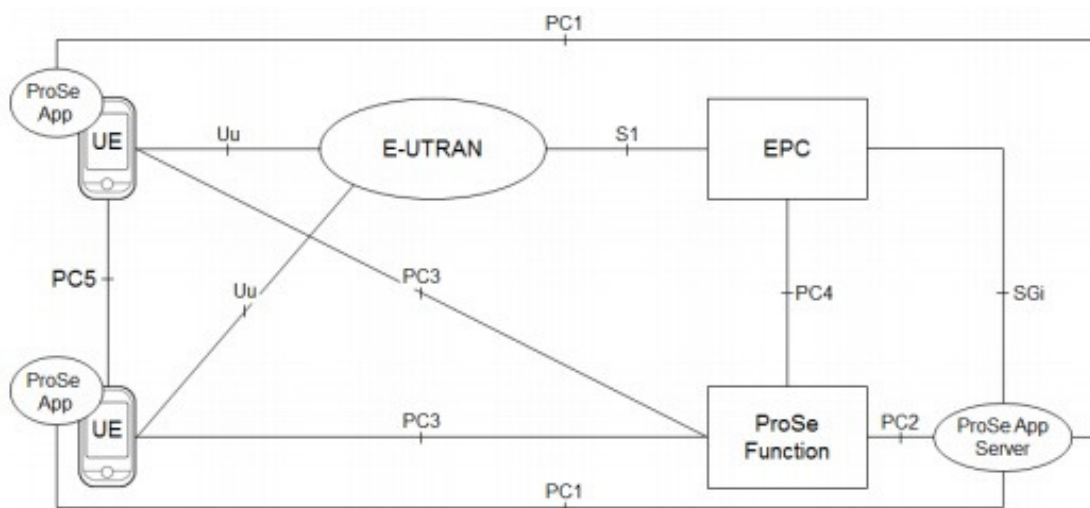 PC1
ProSe
App
UE
Uu
E-UTRAN
S1
EPC
PC5
Uu
PC3
PC4
SGi
ProSe
App
UE
PC3
ProSe
Function
PC2
ProSe App
Server
PC1